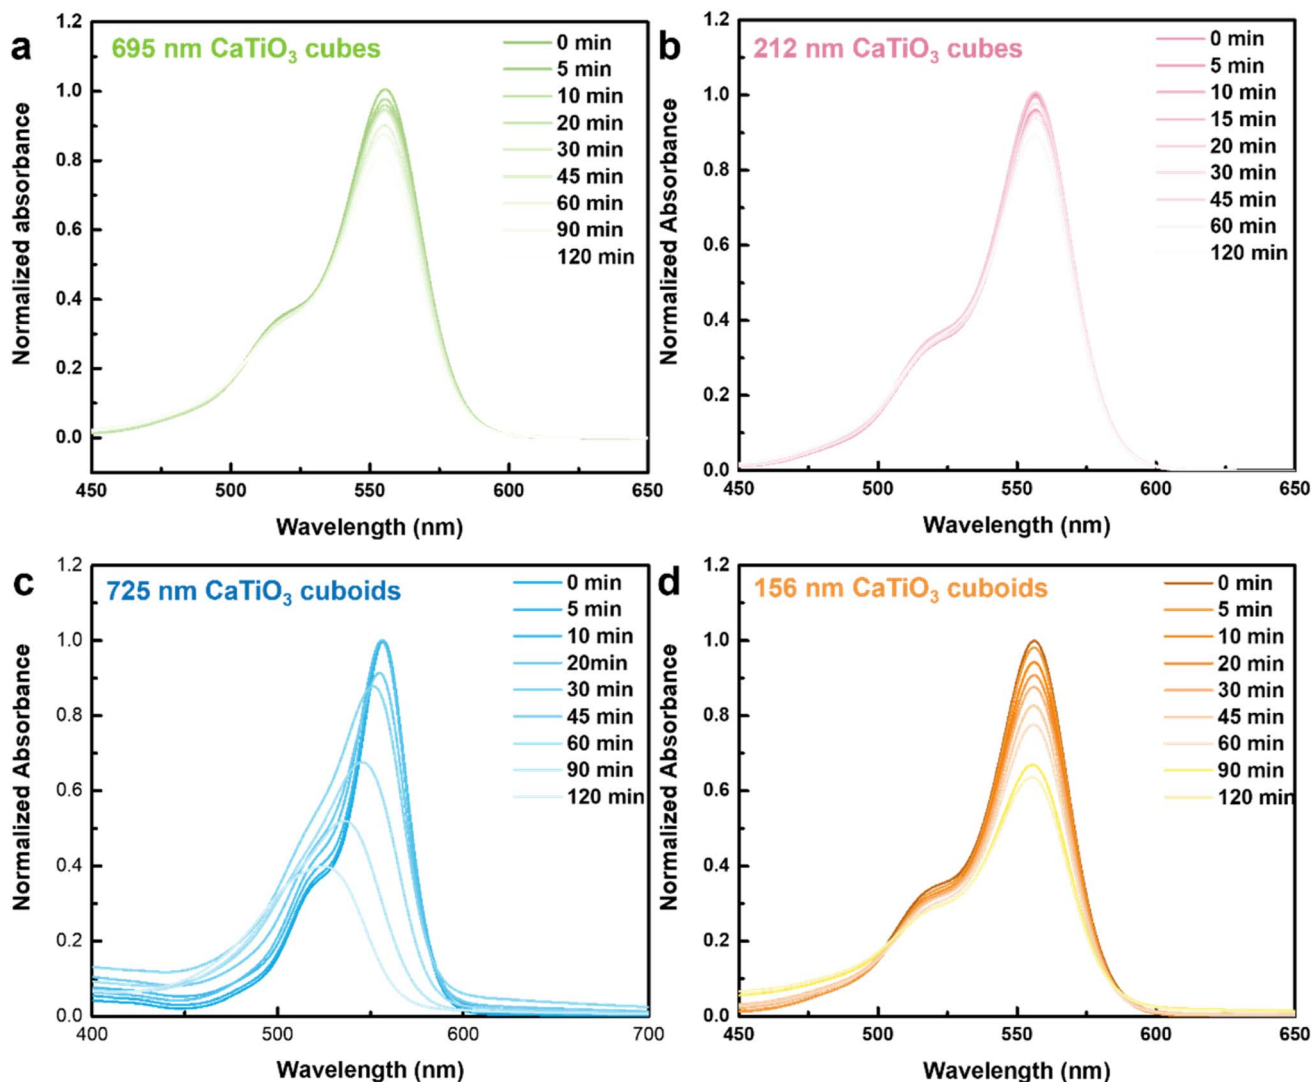 a
695 nm CaTiO₃ cubes
0 min
5 min
10 min
20 min
30 min
45 min
60 min
90 min
120 min
1.2
1.0
0.8
0.6
0.4
0.2
0.0
Normalized absorbance
450
500
550
600
650
Wavelength (nm)
b
212 nm CaTiO₃ cubes
0 min
5 min
10 min
15 min
20 min
30 min
45 min
60 min
120 min
1.2
1.0
0.8
0.6
0.4
0.2
0.0
Normalized Absorbance
450
500
550
600
650
Wavelength (nm)
c
725 nm CaTiO₃ cuboids
0 min
5 min
10 min
20min
30 min
45 min
60 min
90 min
120 min
1.2
1.0
0.8
0.6
0.4
0.2
0.0
Normalized Absorbance
400
500
600
700
Wavelength (nm)
d
156 nm CaTiO₃ cuboids
0 min
5 min
10 min
20 min
30 min
45 min
60 min
90 min
120 min
1.2
1.0
0.8
0.6
0.4
0.2
0.0
Normalized Absorbance
450
500
550
600
650
Wavelength (nm)